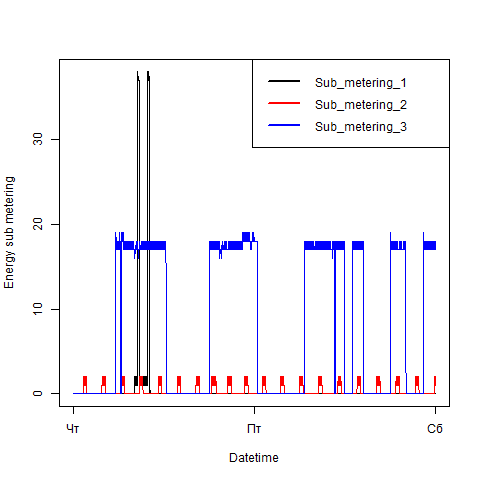 Sub_metering_1
Sub_metering_2
Sub_metering_3
Energy sub metering
30
20
10
0
Чт
Пт
Сб
Datetime